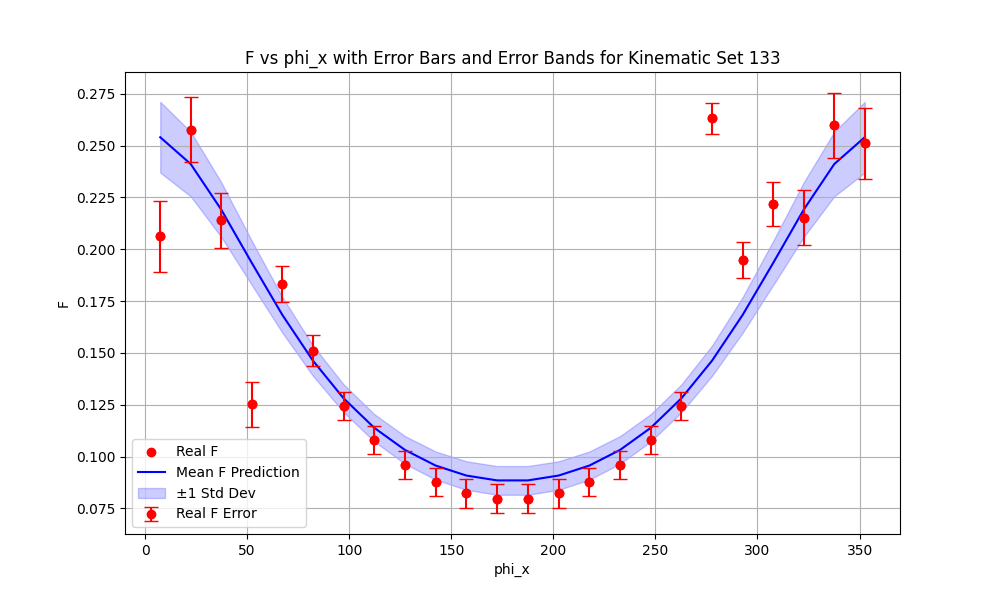 F vs phi_x with Error Bars and Error Bands for Kinematic Set 133
F
0.275
0.250
0.225
0.200
0.175
0.150
0.125
0.100
0.075
Real F
Mean F Prediction
±1 Std Dev
Real F Error
0
50
100
150
200
250
300
350
phi_x